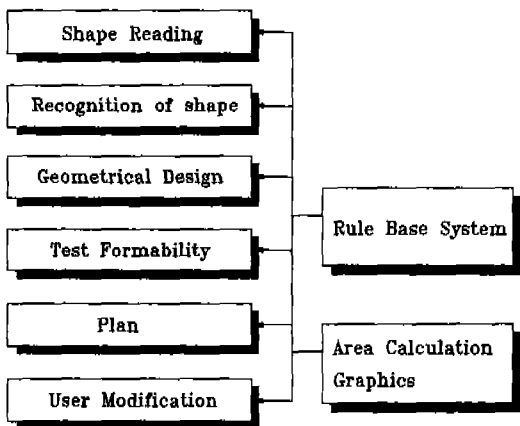 Shape Reading
Recognition of shape
Geometrical Design
Test Formability
Plan
User Modification
Rule Base System
Area Calculation
Graphics